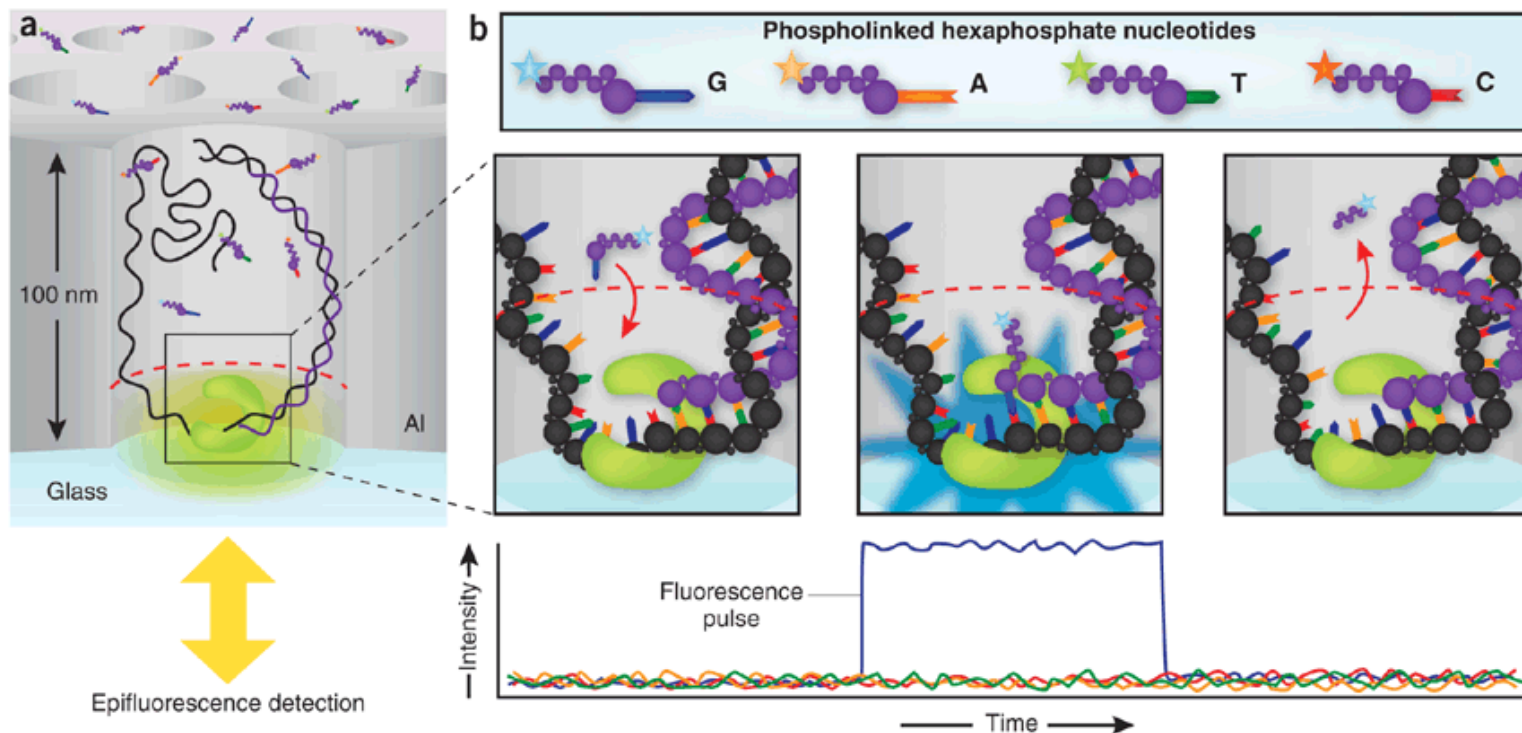 a
100 nm
Al
Glass
Epifluorescence detection
b
Phospholinked hexaphosphate nucleotides
G
A
T
C
Intensity
Fluorescence
pulse
Time